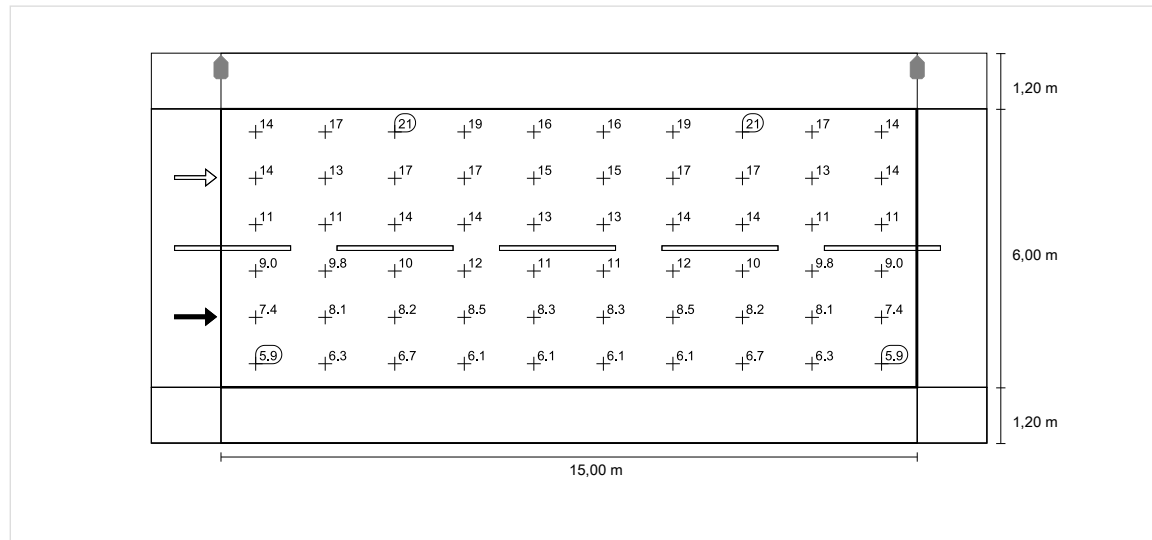 1,20 m
14 17 21 19 16 16 19 21 17 14
14 13 17 17 15 15 17 17 13 14
11 11 14 14 13 13 14 14 11 11
6,00 m
9.0 9.8 10 12 11 11 12 10 9.8 9.0
7.4 8.1 8.2 8.5 8.3 8.3 8.5 8.2 8.1 7.4
5.9 6.3 6.7 6.1 6.1 6.1 6.1 6.7 6.3 5.9
1,20 m
15,00 m